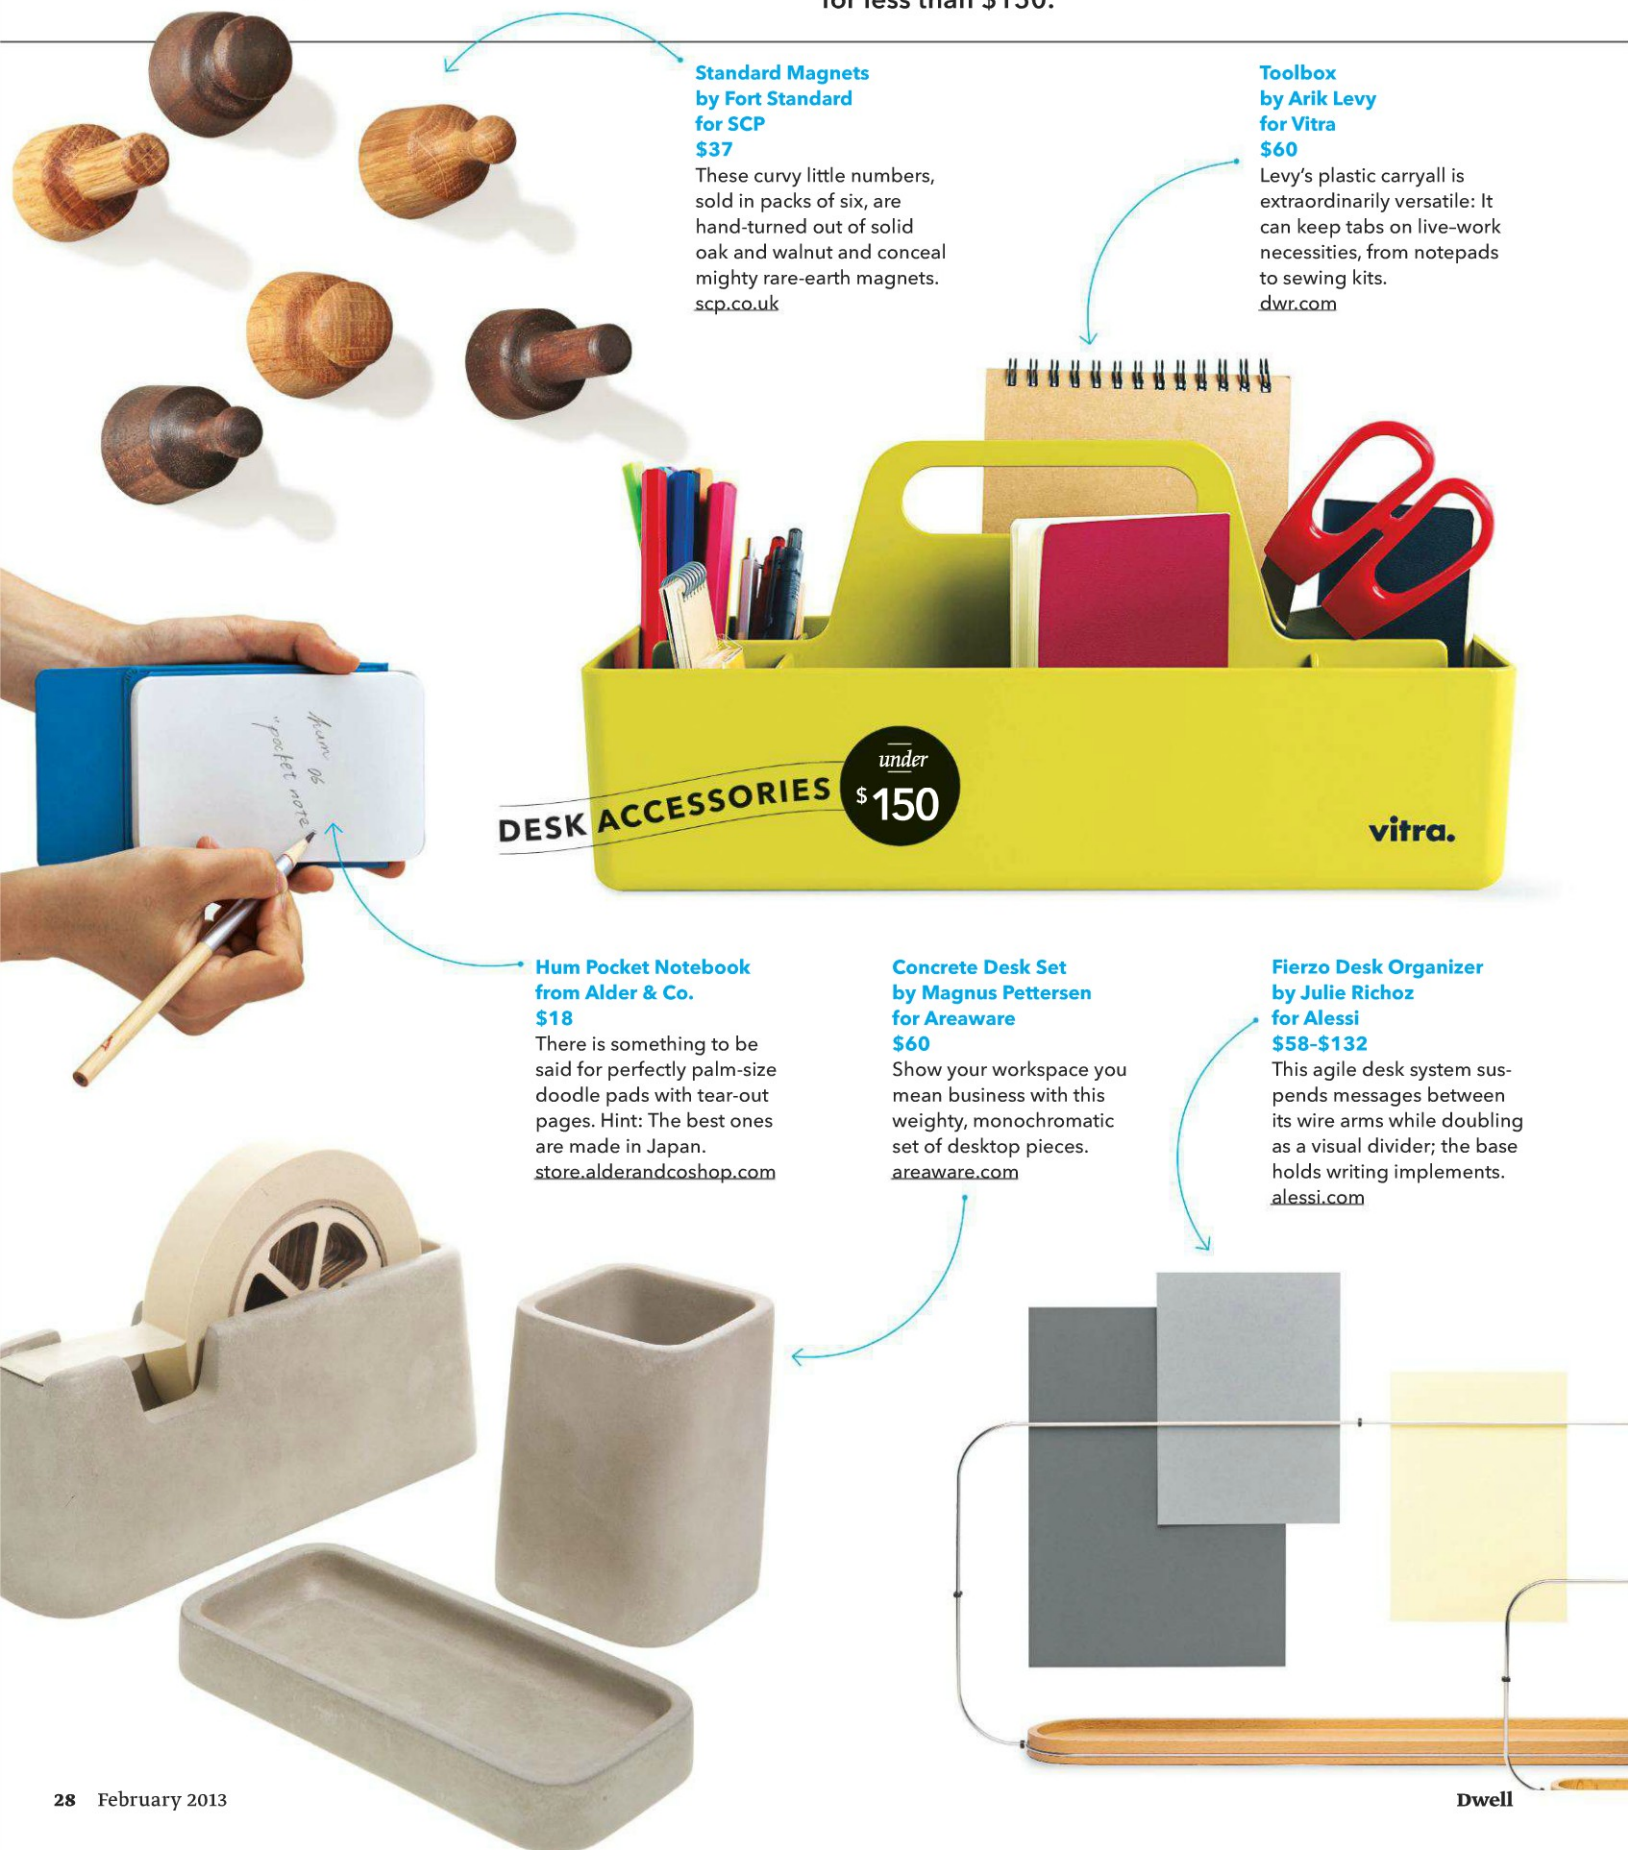 for less than $150.
Standard Magnets
by Fort Standard
for SCP
$37
These curvy little numbers,
sold in packs of six, are
hand-turned out of solid
oak and walnut and conceal
mighty rare-earth magnets.
scp.co.uk
Toolbox
by Arik Levy
for Vitra
$60
Levy's plastic carryall is
extraordinarily versatile: It
can keep tabs on live–work
necessities, from notepads
to sewing kits.
dwr.com
hum 06
"pocket note
DESK ACCESSORIES
under
$150
vitra.
Hum Pocket Notebook
from Alder & Co.
$18
There is something to be
said for perfectly palm-size
doodle pads with tear-out
pages. Hint: The best ones
are made in Japan.
store.alderandcoshop.com
Concrete Desk Set
by Magnus Pettersen
for Areaware
$60
Show your workspace you
mean business with this
weighty, monochromatic
set of desktop pieces.
areaware.com
Fierzo Desk Organizer
by Julie Richoz
for Alessi
$58–$132
This agile desk system sus-
pends messages between
its wire arms while doubling
as a visual divider; the base
holds writing implements.
alessi.com
28 February 2013
Dwell